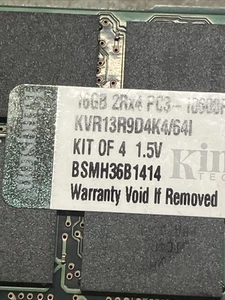 16GB 2Rx4 PC3-10600R
KVR13R9D4K4/64I
KIT OF 4 1.5V
BSMH36B1414
Warranty Void If Removed